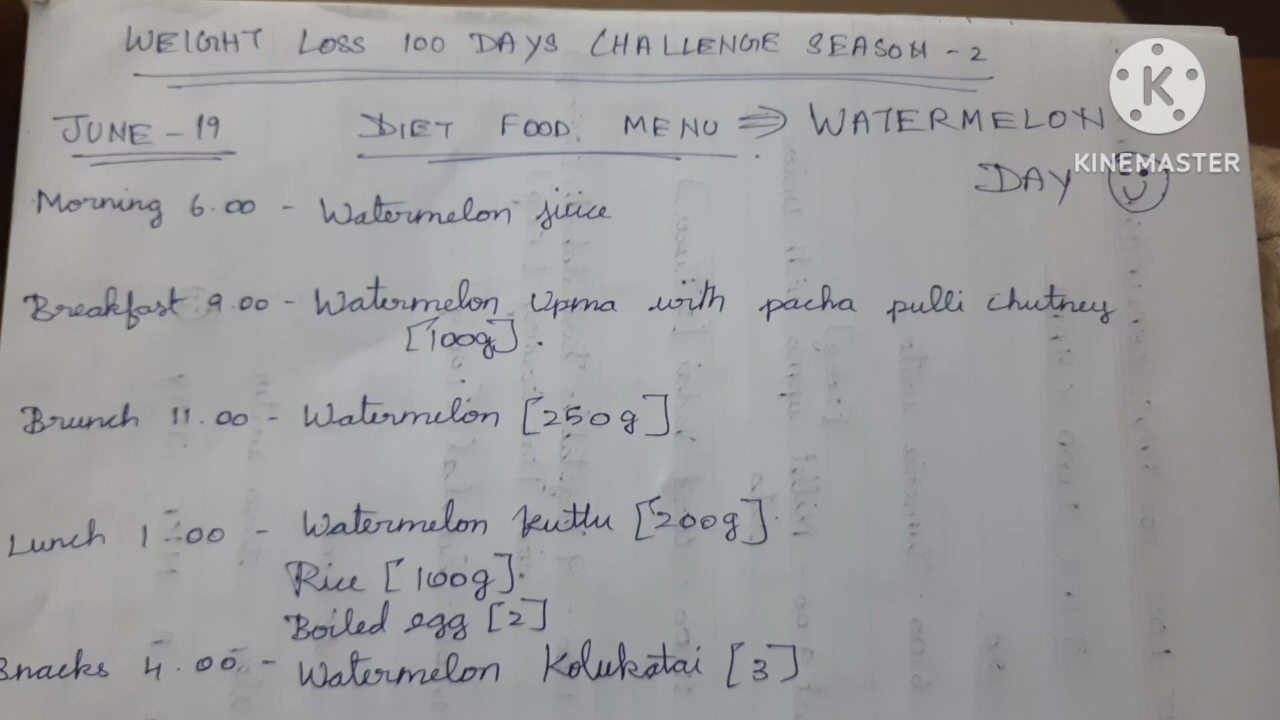 WEIGHT LOSS 100 DAYS CHALLENGE SEASON - 2
JUNE - 19 DIET FOOD MENU ⇒ WATERMELON
DAY
KINEMASTER
Morning 6.00 - Watermelon juice
Breakfast 9.00 - Watermelon Upma with pacha pulli chutney
[100g].
Brunch 11.00 - Watermelon [250g]
Lunch 1.00 - Watermelon kuttu [200g].
Rice [100g].
Boiled egg [2]
Snacks 4.00 - Watermelon Kolukatai [3]